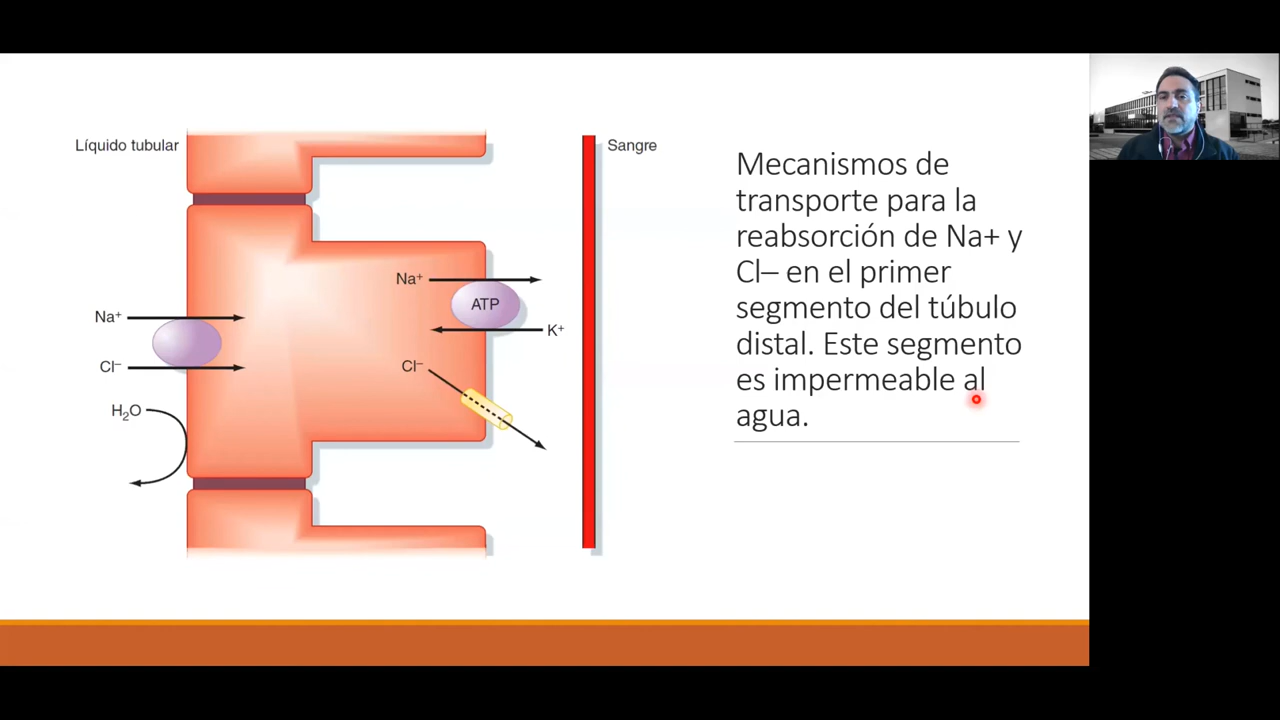 Líquido tubular
Sangre
Na⁺
ATP
K⁺
Na⁺
Cl⁻
Cl⁻
H₂O
Mecanismos de
transporte para la
reabsorción de Na+ y
Cl– en el primer
segmento del túbulo
distal. Este segmento
es impermeable al
agua.